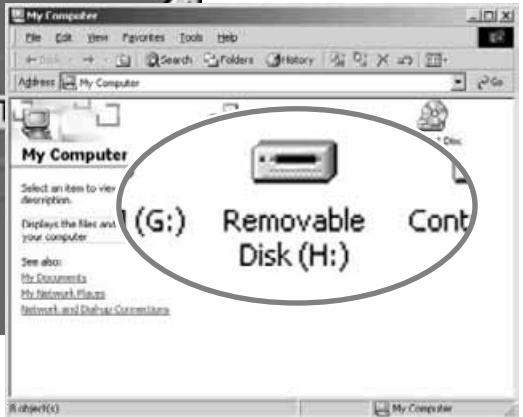 My Computer
File Edit View Favorites Tools Help
Back Search Folders History
Address My Computer Go
My Computer
Select an item to view
description.
Displays the files and
your computer
See also:
My Documents
My Network Places
Network and Dial-up Connections
(G:) Removable Disk (H:) Cont
Disc
8 object(s) My Computer